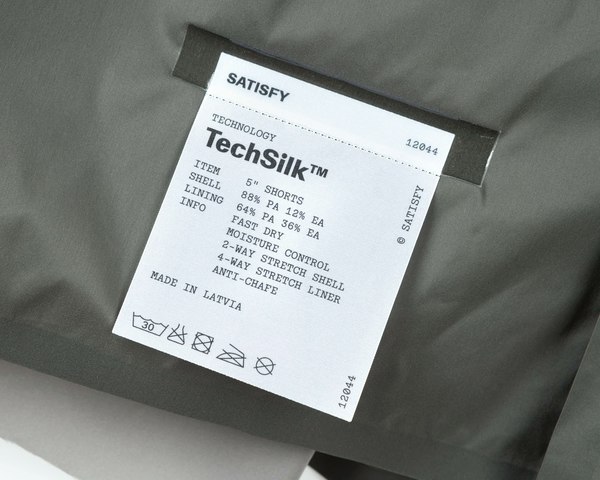 SATISFY
12044
TECHNOLOGY
TechSilk™
ITEM 5" SHORTS
SHELL 88% PA 12% EA
LINING 64% PA 36% EA
INFO FAST DRY
MOISTURE CONTROL
2-WAY STRETCH SHELL
4-WAY STRETCH LINER
ANTI-CHAFE
MADE IN LATVIA
30
© SATISFY
12044